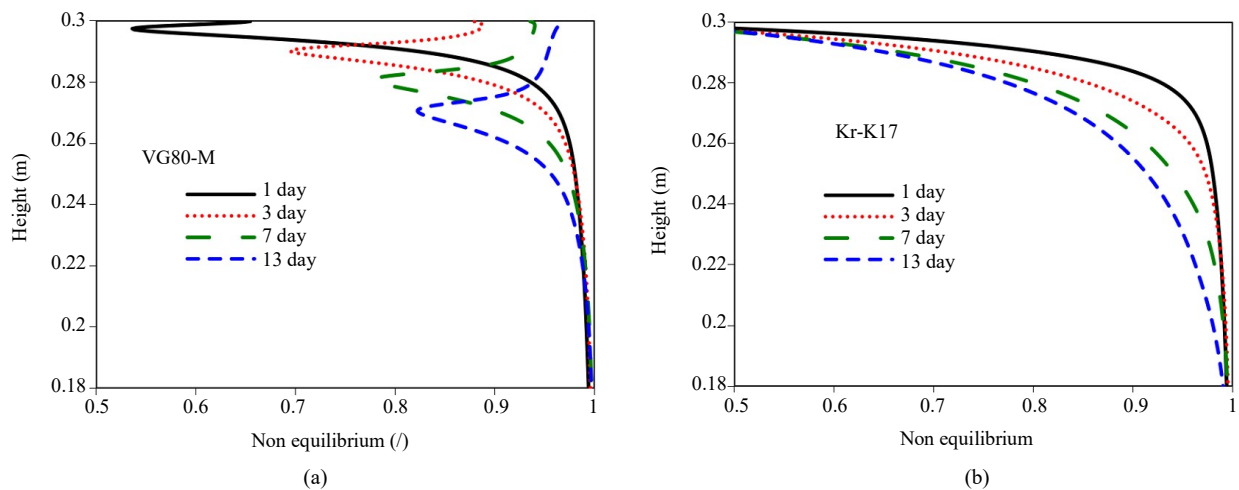 0.3
0.28
0.26
0.24
0.22
0.2
0.18
Height (m)
VG80-M
1 day
3 day
7 day
13 day
0.5 0.6 0.7 0.8 0.9 1
Non equilibrium (/)
(a)
0.3
0.28
0.26
0.24
0.22
0.2
0.18
Height (m)
Kr-K17
1 day
3 day
7 day
13 day
0.5 0.6 0.7 0.8 0.9 1
Non equilibrium
(b)